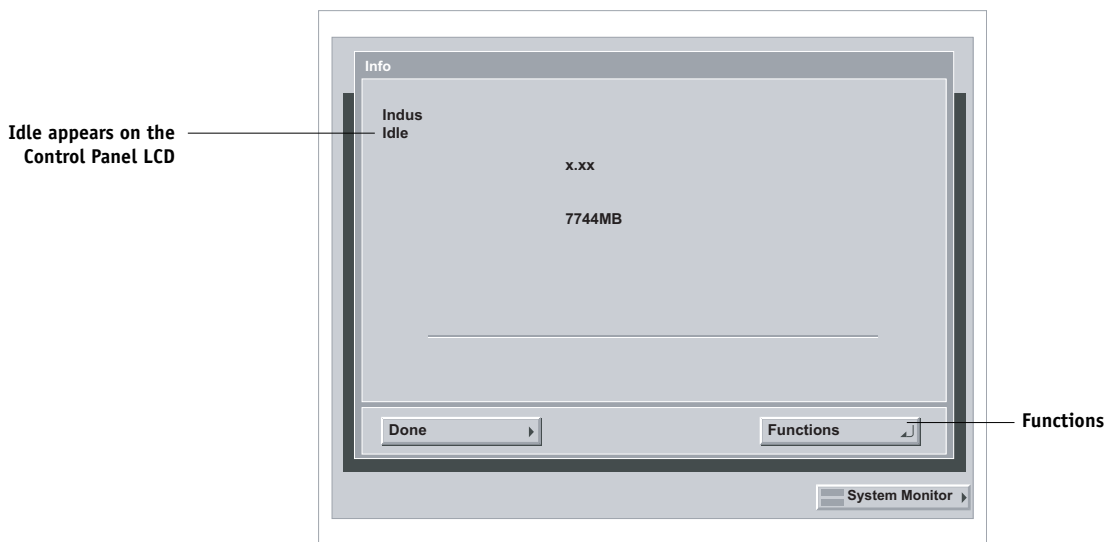 Info
Indus
Idle
Idle appears on the
Control Panel LCD
x.xx
7744MB
Done
Functions
Functions
System Monitor